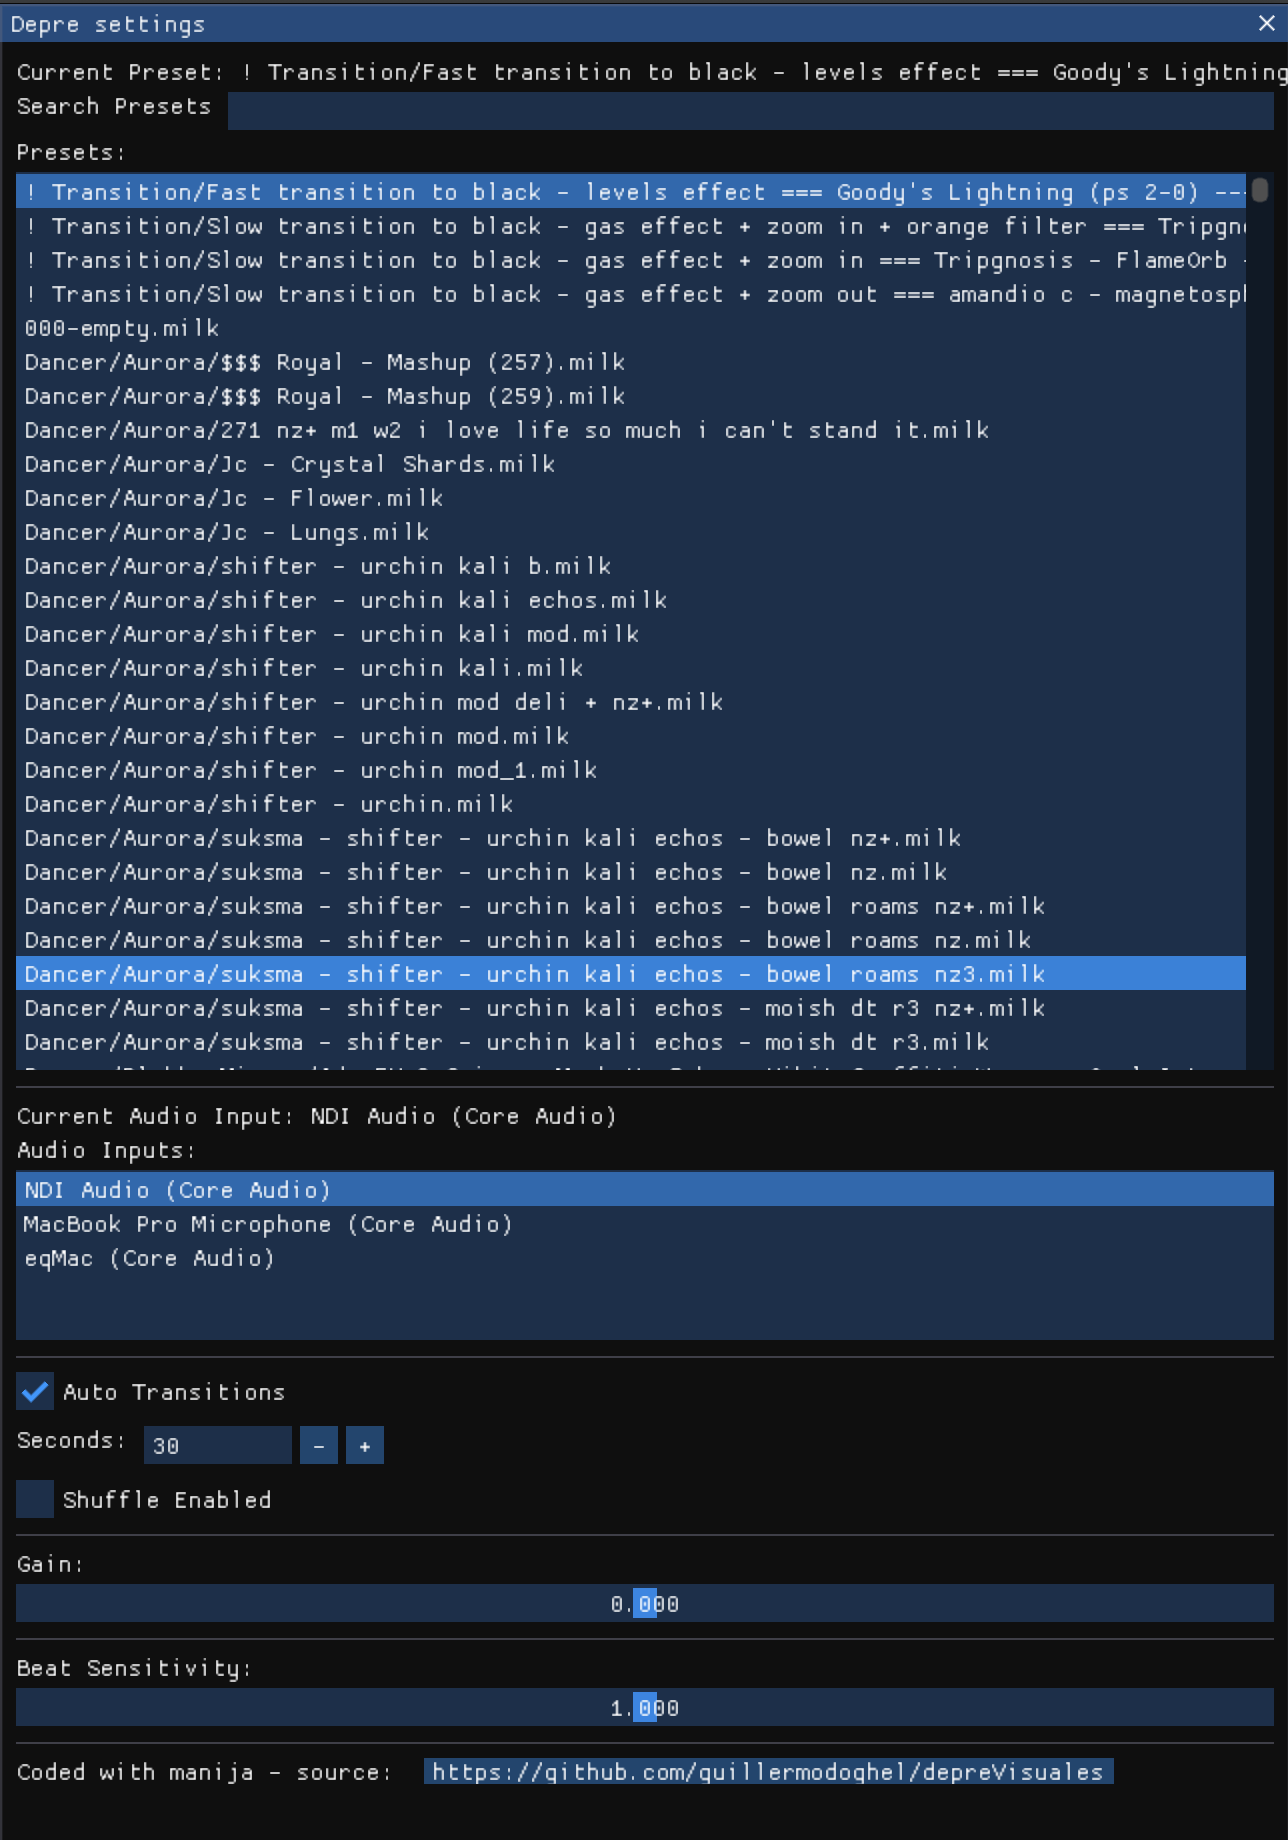 Depre settings
Current Preset: ! Transition/Fast transition to black - levels effect === Goody's Lightning
Search Presets
Presets:
! Transition/Fast transition to black - levels effect === Goody's Lightning (ps 2-0) ---
! Transition/Slow transition to black - gas effect + zoom in + orange filter ===
! Transition/Slow transition to black - gas effect + zoom in === Tripgnosis - FlameOrb -
! Transition/Slow transition to black - gas effect + zoom out === amandio c -
000-empty.milk
Dancer/Aurora/$$$ Royal - Mashup (257).milk
Dancer/Aurora/$$$ Royal - Mashup (259).milk
Dancer/Aurora/271 nz+ m1 w2 i love life so much i can't stand it.milk
Dancer/Aurora/Jc - Crystal Shards.milk
Dancer/Aurora/Jc - Flower.milk
Dancer/Aurora/Jc - Lungs.milk
Dancer/Aurora/shifter - urchin kali b.milk
Dancer/Aurora/shifter - urchin kali echos.milk
Dancer/Aurora/shifter - urchin kali mod.milk
Dancer/Aurora/shifter - urchin kali.milk
Dancer/Aurora/shifter - urchin mod deli + nz+.milk
Dancer/Aurora/shifter - urchin mod.milk
Dancer/Aurora/shifter - urchin mod_1.milk
Dancer/Aurora/shifter - urchin.milk
Dancer/Aurora/suksma - shifter - urchin kali echos - bowel nz+.milk
Dancer/Aurora/suksma - shifter - urchin kali echos - bowel nz.milk
Dancer/Aurora/suksma - shifter - urchin kali echos - bowel roams nz+.milk
Dancer/Aurora/suksma - shifter - urchin kali echos - bowel roams nz.milk
Dancer/Aurora/suksma - shifter - urchin kali echos - bowel roams nz3.milk
Dancer/Aurora/suksma - shifter - urchin kali echos - moish dt r3 nz+.milk
Dancer/Aurora/suksma - shifter - urchin kali echos - moish dt r3.milk
Current Audio Input: NDI Audio (Core Audio)
Audio Inputs:
NDI Audio (Core Audio)
MacBook Pro Microphone (Core Audio)
eqMac (Core Audio)
Auto Transitions
Seconds: 30 - +
Shuffle Enabled
Gain:
0.000
Beat Sensitivity:
1.000
Coded with manija - source: https://github.com/guillermodoghel/depreVisuales